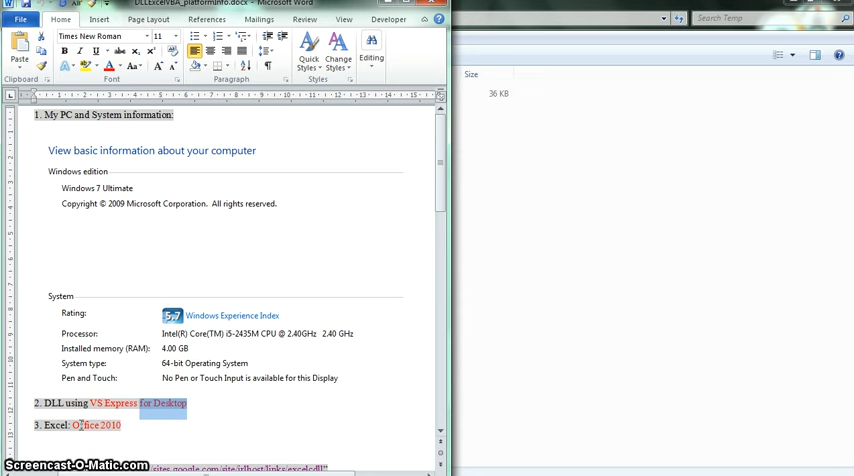 DLLExcelVBA_platformInfo.docx - Microsoft Word
File Home Insert Page Layout References Mailings Review View Developer
Search Temp
Times New Roman 11
Paste
Quick Styles
Change Styles
Editing
Clipboard Font Paragraph Styles
Size
36 KB
1. My PC and System information:
View basic information about your computer
Windows edition
Windows 7 Ultimate
Copyright © 2009 Microsoft Corporation. All rights reserved.
System
Rating: 5,7 Windows Experience Index
Processor: Intel(R) Core(TM) i5-2435M CPU @ 2.40GHz 2.40 GHz
Installed memory (RAM): 4.00 GB
System type: 64-bit Operating System
Pen and Touch: No Pen or Touch Input is available for this Display
2. DLL using VS Express for Desktop
3. Excel: Office 2010
sites.google.com/site/jrlhost/links/excelcdll"
Screencast-O-Matic.com